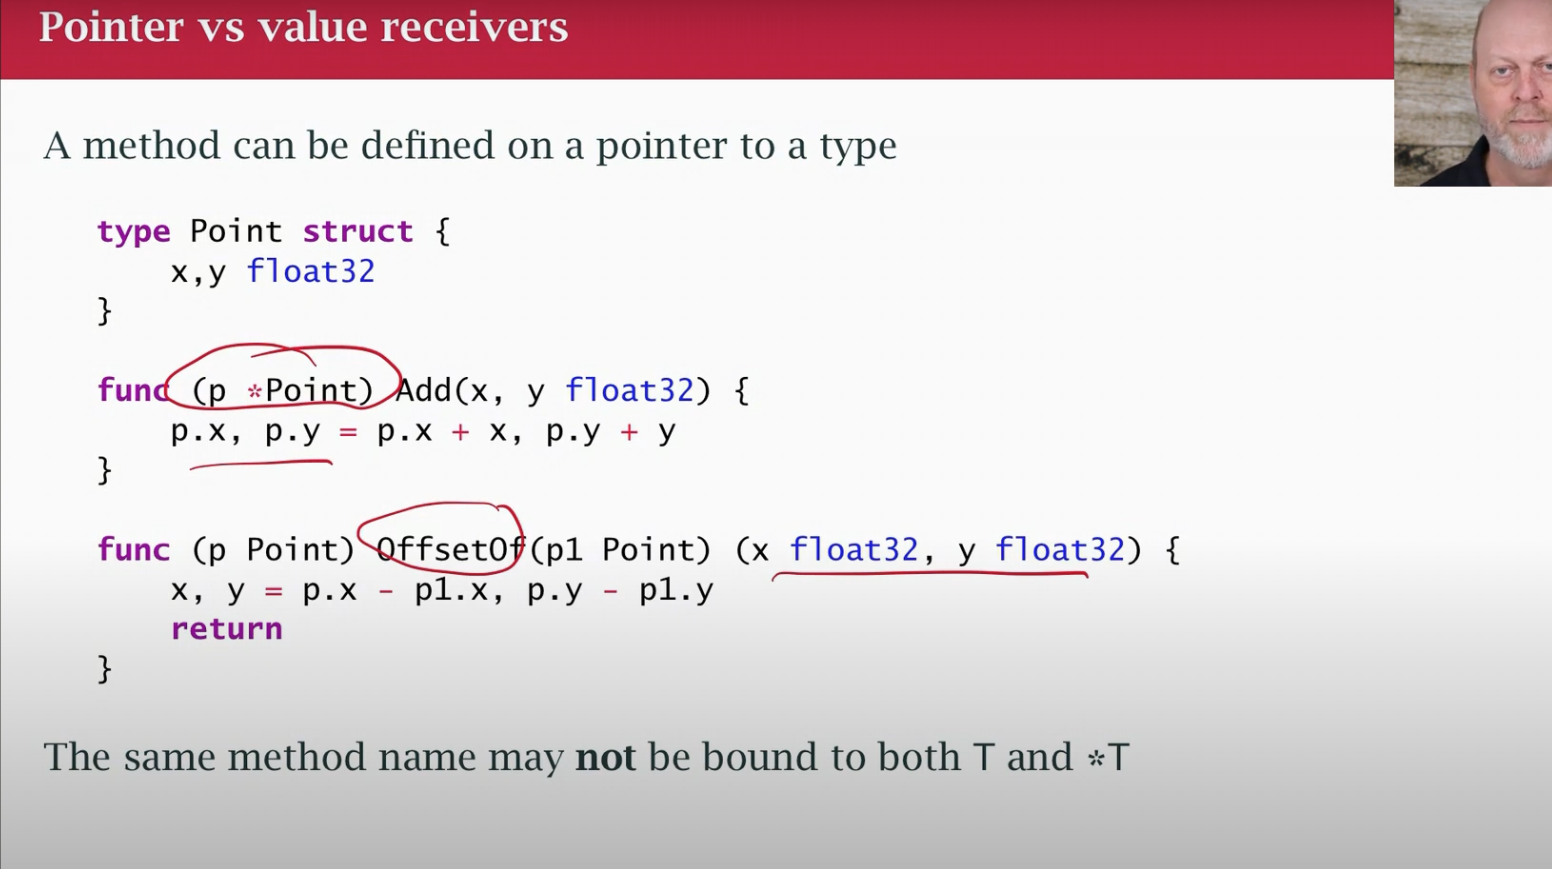 Pointer vs value receivers
A method can be defined on a pointer to a type
type Point struct {
    x,y float32
}
func (p *Point) Add(x, y float32) {
    p.x, p.y = p.x + x, p.y + y
}
func (p Point) OffsetOf(p1 Point) (x float32, y float32) {
    x, y = p.x - p1.x, p.y - p1.y
    return
}
The same method name may not be bound to both T and *T